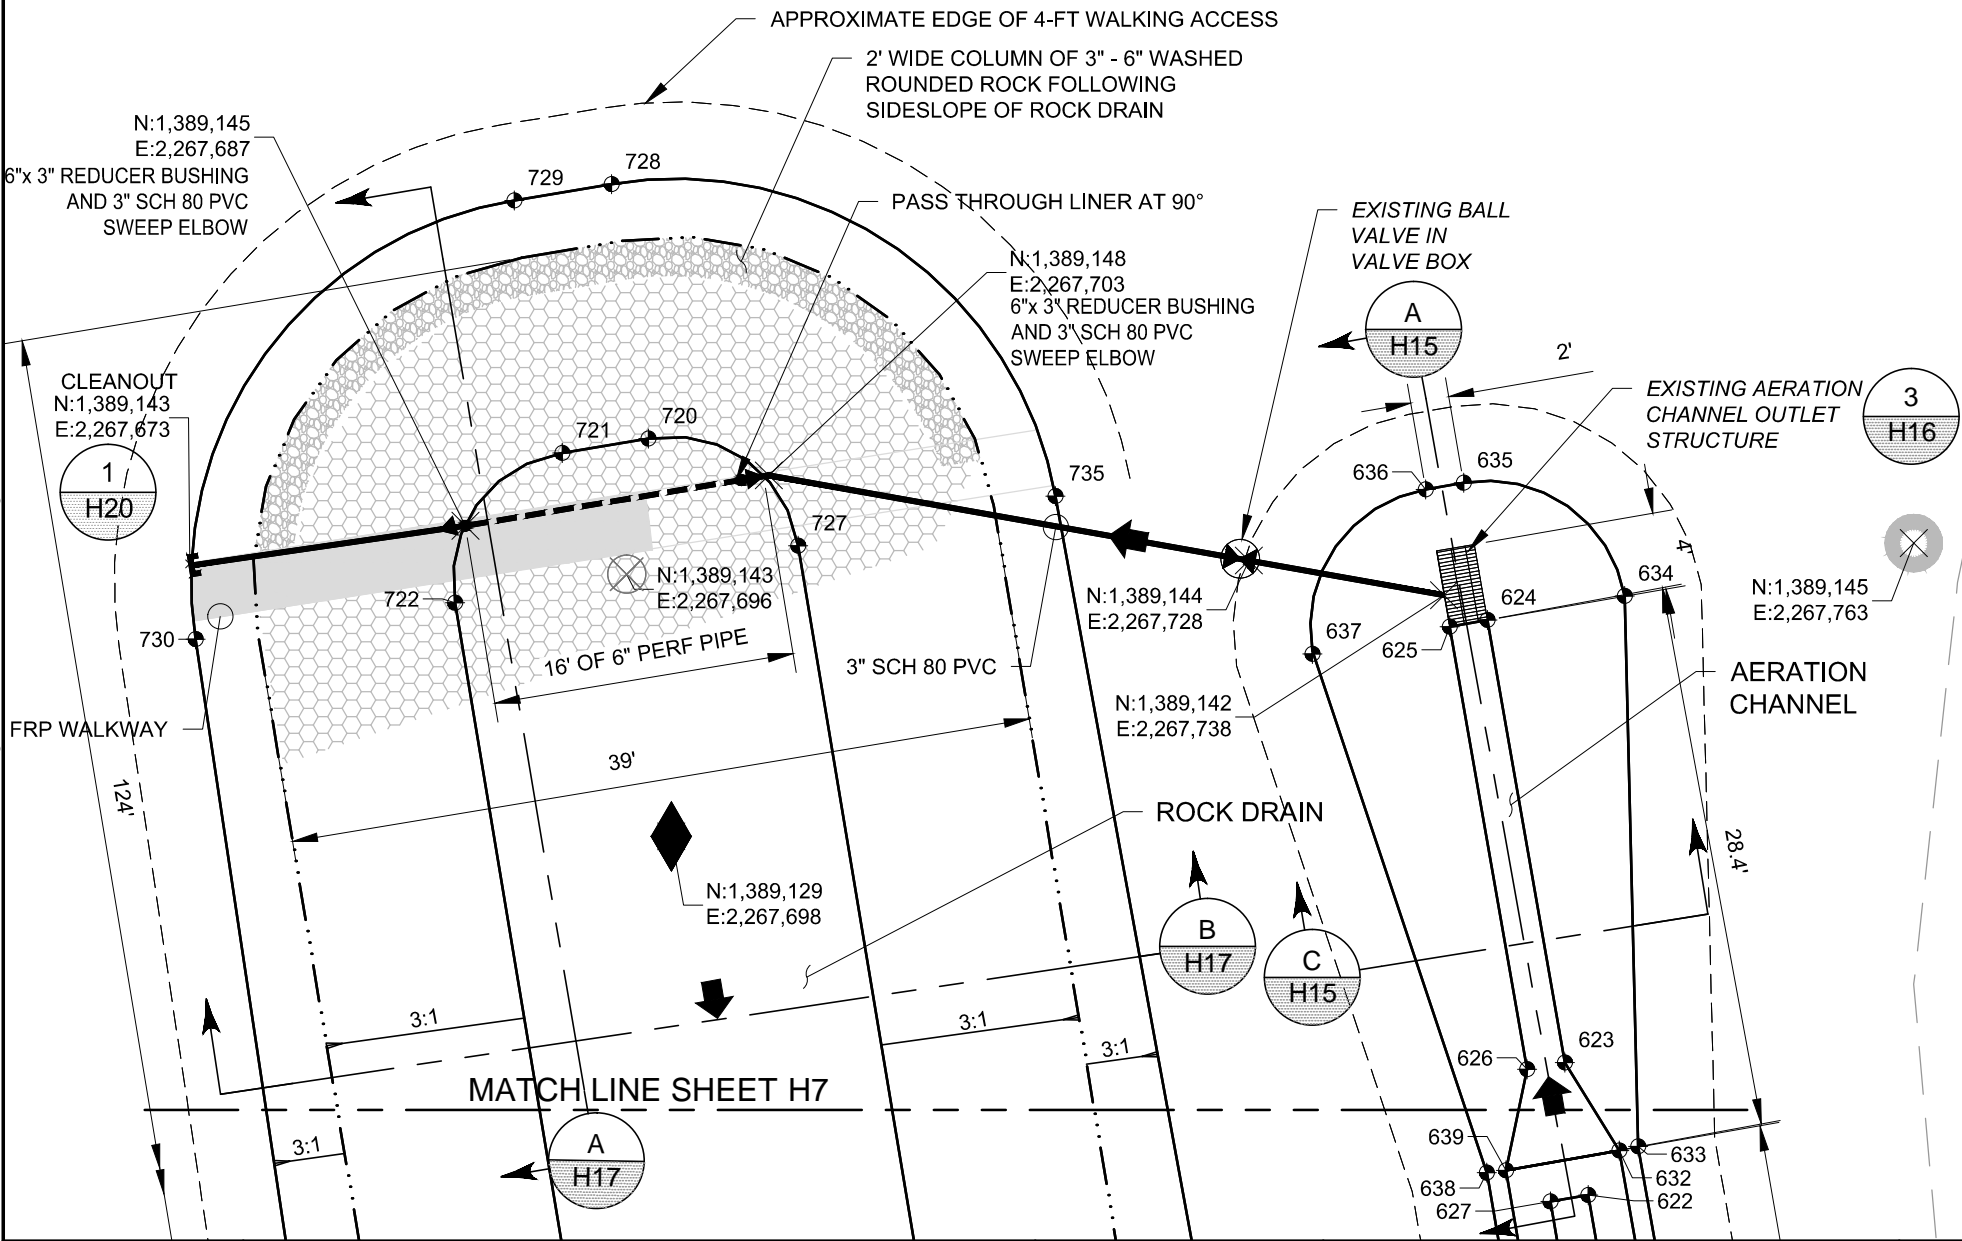 APPROXIMATE EDGE OF 4-FT WALKING ACCESS
2' WIDE COLUMN OF 3" - 6" WASHED
ROUNDED ROCK FOLLOWING
SIDESLOPE OF ROCK DRAIN
N:1,389,145
E:2,267,687
6"x 3" REDUCER BUSHING
AND 3" SCH 80 PVC
SWEEP ELBOW
729
728
PASS THROUGH LINER AT 90°
N:1,389,148
E:2,267,703
6"x 3" REDUCER BUSHING
AND 3" SCH 80 PVC
SWEEP ELBOW
EXISTING BALL
VALVE IN
VALVE BOX
A
H15
2'
EXISTING AERATION
CHANNEL OUTLET
STRUCTURE
3
H16
CLEANOUT
N:1,389,143
E:2,267,673
1
H20
721
720
735
636
635
727
4'
634
624
N:1,389,145
E:2,267,763
722
N:1,389,143
E:2,267,696
N:1,389,144
E:2,267,728
730
637
625
16' OF 6" PERF PIPE
3" SCH 80 PVC
AERATION
CHANNEL
N:1,389,142
E:2,267,738
FRP WALKWAY
39'
124'
ROCK DRAIN
28.4'
N:1,389,129
E:2,267,698
B
H17
C
H15
3:1
3:1
3:1
626
623
MATCH LINE SHEET H7
3:1
A
H17
639
633
632
638
627
622